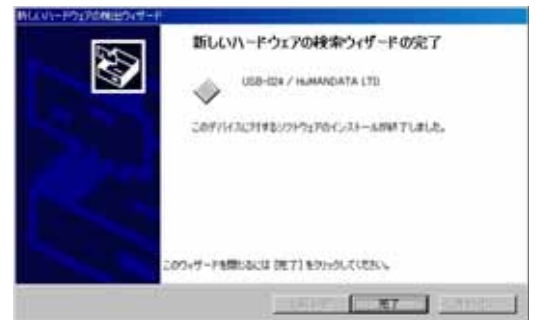 新しいハードウェアの検出ウィザード
新しいハードウェアの検索ウィザードの完了
USB-024 / HuMANDATA LTD
このデバイスに対するソフトウェアのインストールが終了しました。
このウィザードを閉じるには [完了] をクリックしてください。
完了